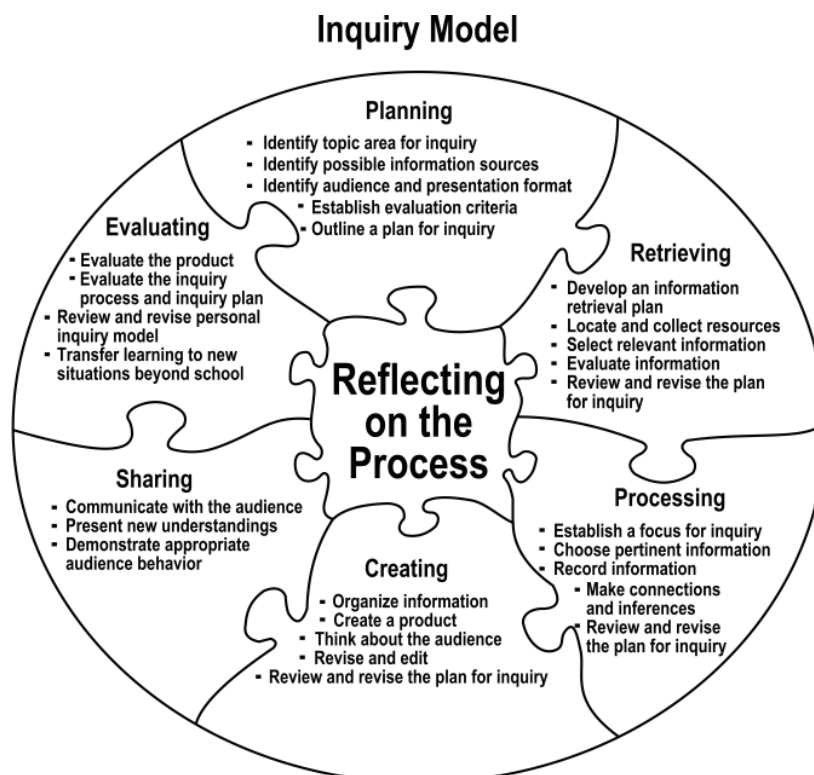 Inquiry Model
Planning
- Identify topic area for inquiry
- Identify possible information sources
- Identify audience and presentation format
- Establish evaluation criteria
- Outline a plan for inquiry
Retrieving
- Develop an information
retrieval plan
- Locate and collect resources
- Select relevant information
- Evaluate information
- Review and revise the plan
for inquiry
Processing
- Establish a focus for inquiry
- Choose pertinent information
- Record information
- Make connections
and inferences
- Review and revise
the plan for inquiry
Creating
- Organize information
- Create a product
- Think about the audience
- Revise and edit
- Review and revise the plan for inquiry
Sharing
- Communicate with the audience
- Present new understandings
- Demonstrate appropriate
audience behavior
Evaluating
- Evaluate the product
- Evaluate the inquiry
process and inquiry plan
- Review and revise personal
inquiry model
- Transfer learning to new
situations beyond school
Reflecting
on the
Process